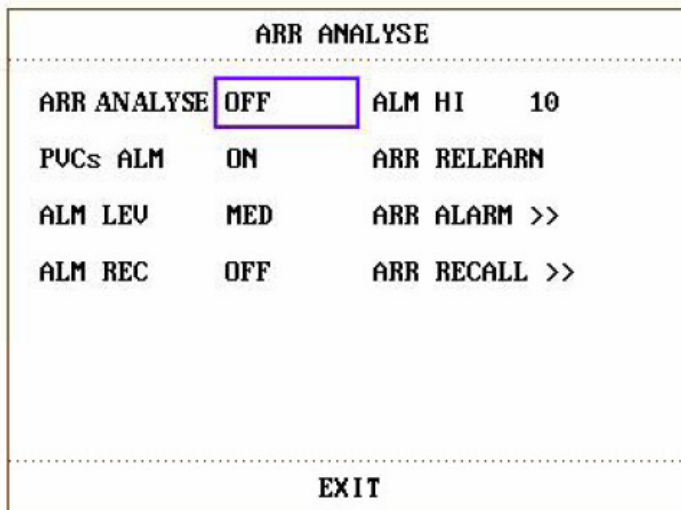 ARR ANALYSE
ARR ANALYSE OFF ALM HI 10
PVCs ALM ON ARR RELEARN
ALM LEV MED ARR ALARM >>
ALM REC OFF ARR RECALL >>
EXIT